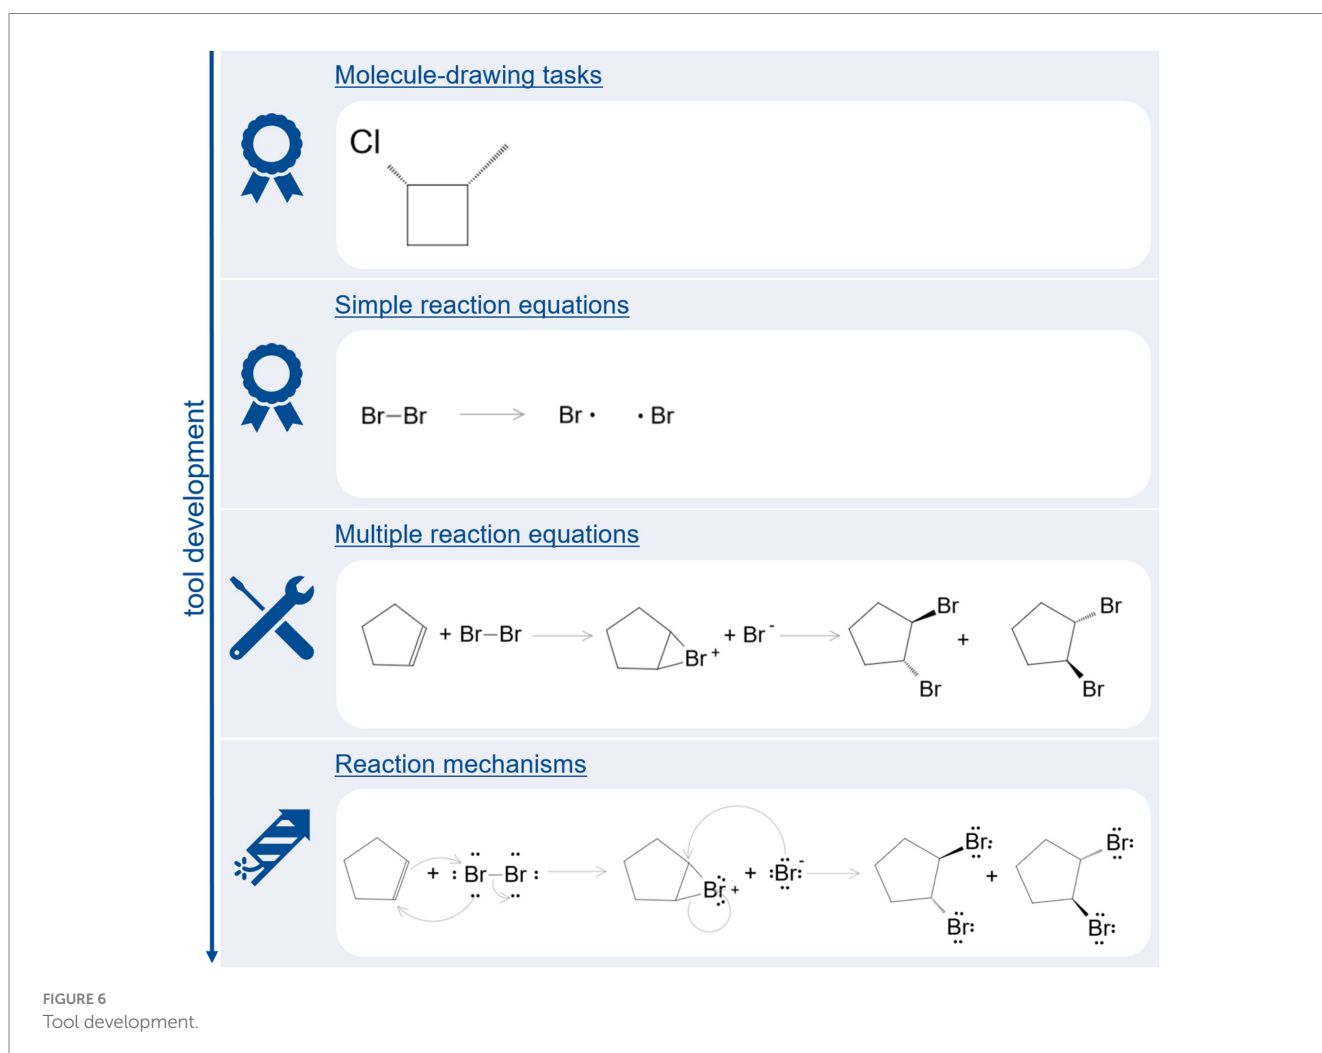 tool development
Molecule-drawing tasks
Cl
Simple reaction equations
Br–Br Br · · Br
Multiple reaction equations
+ Br–Br + Br - Br + Br
Br + Br Br
Reaction mechanisms
+ : Br–Br : + :Br: - Br: + Br:
Br + Br: Br:
FIGURE 6
Tool development.